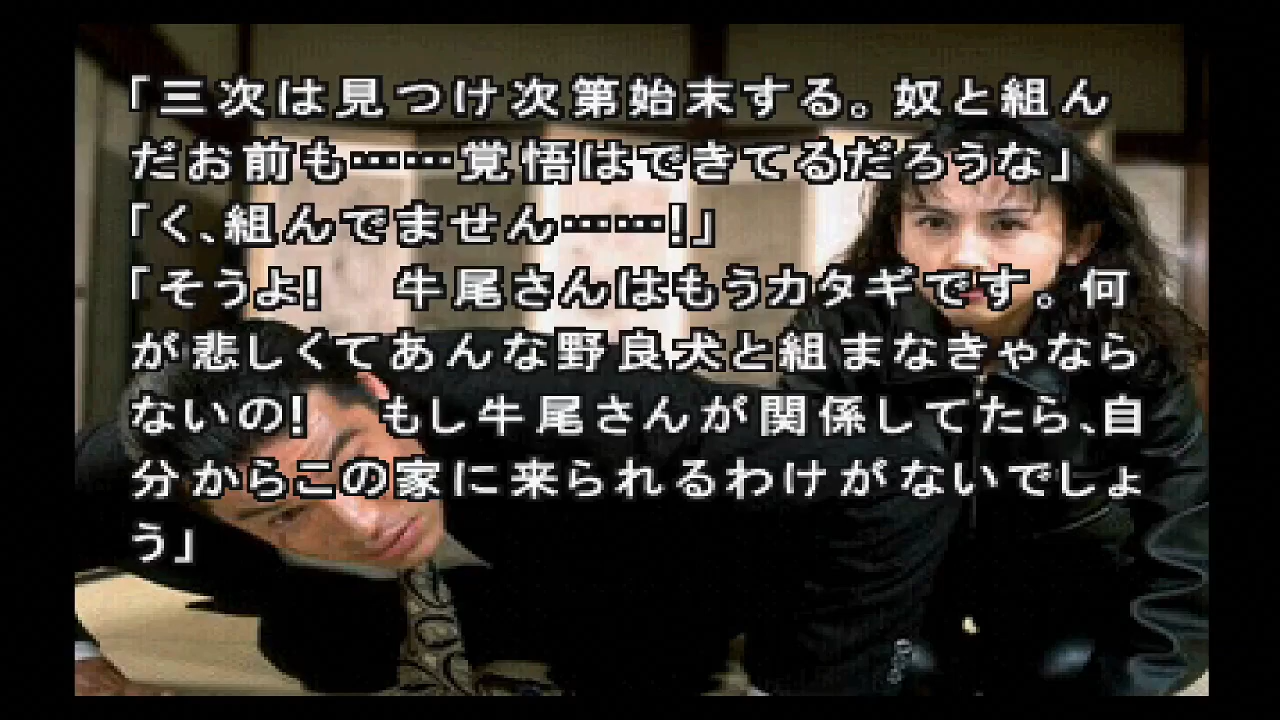 「三次は見つけ次第始末する。奴と組ん
だお前も……覚悟はできてるだろうな」
「く、組んでません……!」
「そうよ!　牛尾さんはもうカタギです。何
が悲しくてあんな野良犬と組まなきゃなら
ないの!　もし牛尾さんが関係してたら、自
分からこの家に来られるわけがないでしょ
う」